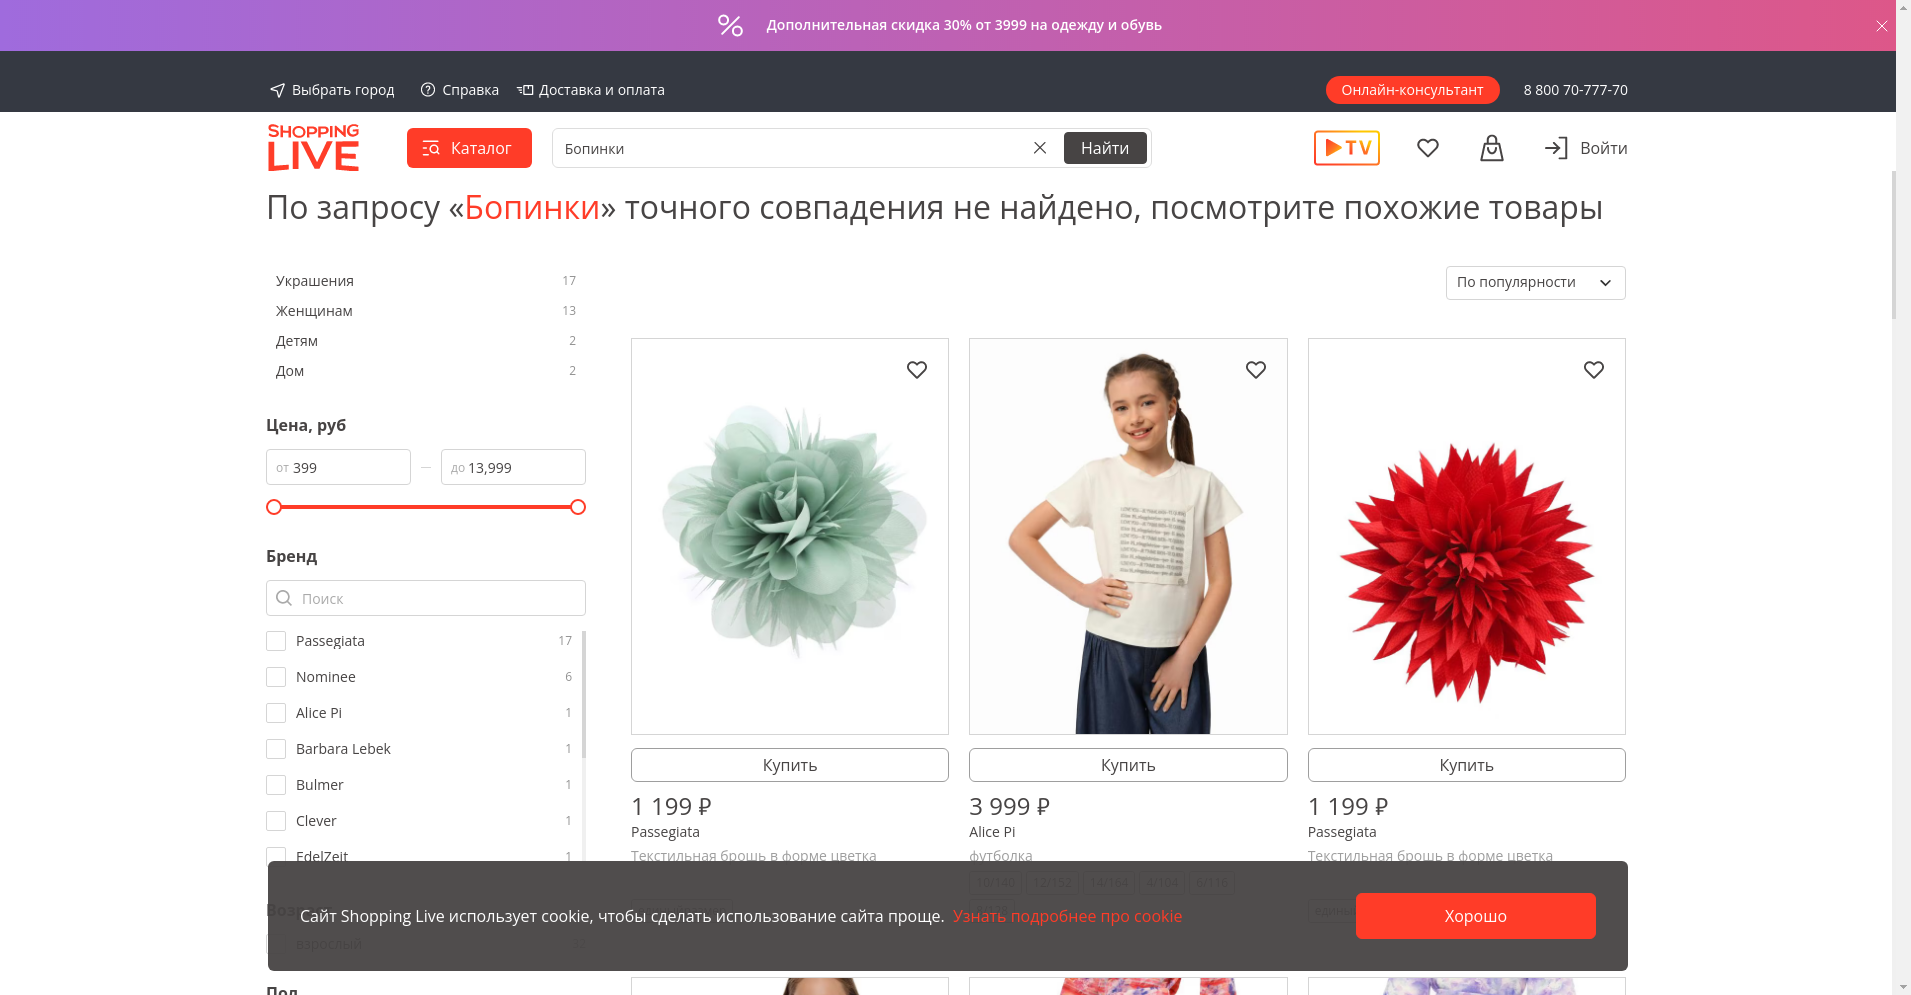 Дополнительная скидка 30% от 3999 на одежду и обувь
Выбрать город
Справка
Доставка и оплата
Онлайн-консультант
8 800 70-777-70
SHOPPING
LIVE
Каталог
Бопинки
Найти
TV
Войти
По запросу «Бопинки» точного совпадения не найдено, посмотрите похожие товары
Украшения 17
Женщинам 13
Детям 2
Дом 2
Цена, руб
от 399 — до 13,999
Бренд
Поиск
Passegiata 17
Nominee 6
Alice Pi 1
Barbara Lebek 1
Bulmer 1
Clever 1
EdelZeit 1
По популярности
Купить
1 199 ₽
Passegiata
Текстильная брошь в форме цветка
Купить
3 999 ₽
Alice Pi
футболка
10/140 12/152 14/164 4/104 6/116
Купить
1 199 ₽
Passegiata
Текстильная брошь в форме цветка
взрослый
Сайт Shopping Live использует cookie, чтобы сделать использование сайта проще. Узнать подробнее про cookie
Хорошо
Пол